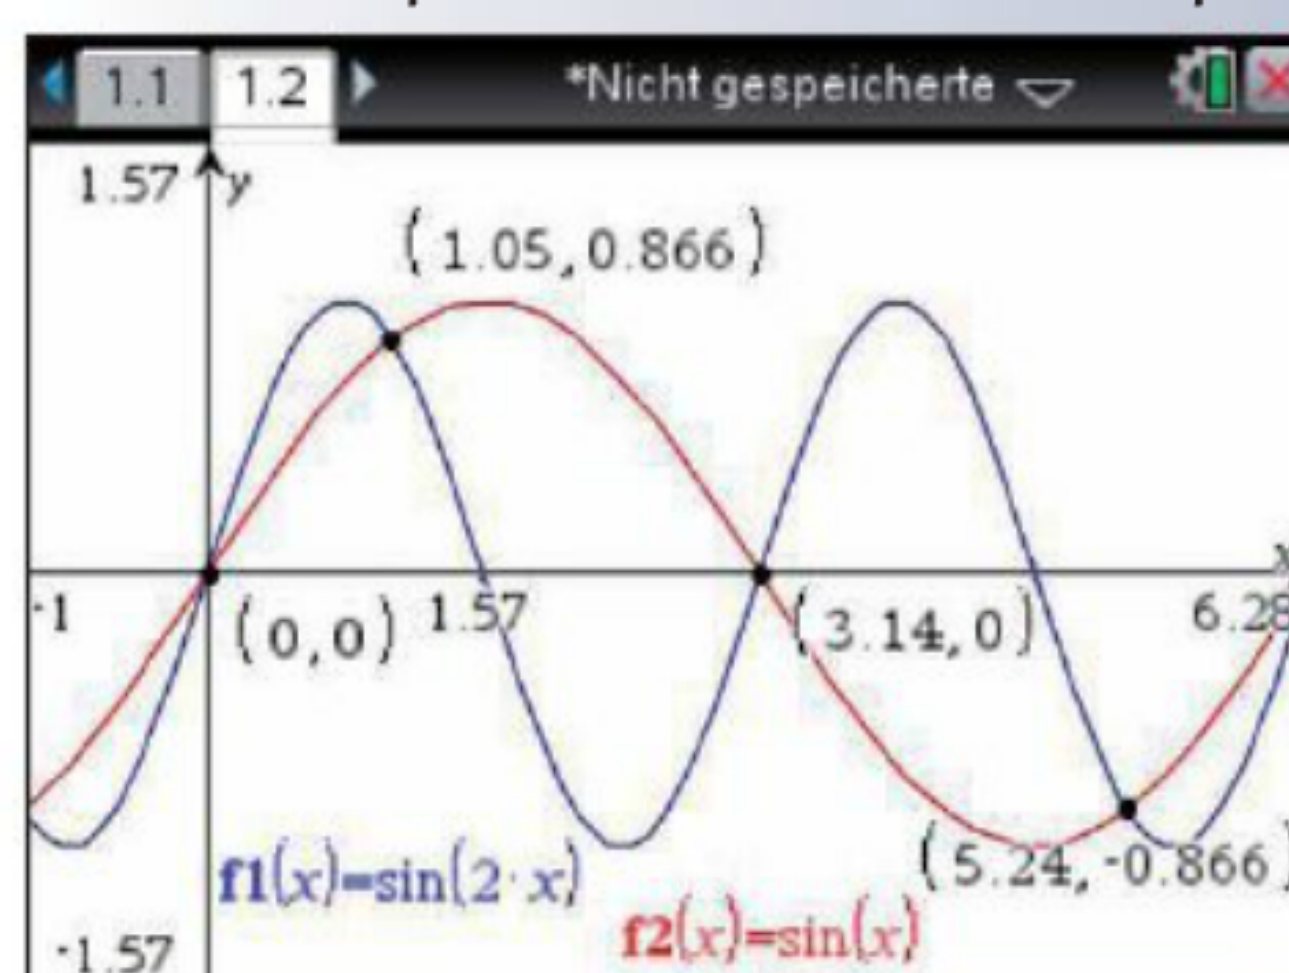 1.1 1.2 *Nicht gespeicherte
1.57 y
(1.05,0.866)
x
-1 (0,0) 1.57 (3.14,0) 6.28
(5.24,-0.866)
f1(x)=sin(2·x)
f2(x)=sin(x)
-1.57